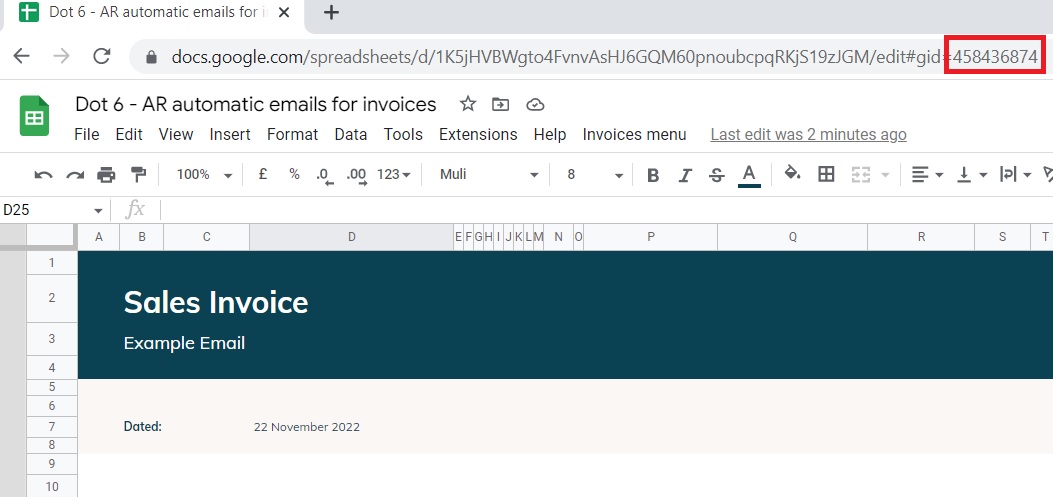 Dot 6 - AR automatic emails for i
docs.google.com/spreadsheets/d/1K5jHVBWgto4FvnvAsHJ6GQM60pnoubcpqRKjS19zJGM/edit#gid=458436874
Dot 6 - AR automatic emails for invoices
File Edit View Insert Format Data Tools Extensions Help Invoices menu Last edit was 2 minutes ago
100% £ % .0 .00 123 Muli 8 B I S A
D25 fx
A B C D E F G H I J K L M N O P Q R S T
1
2 Sales Invoice
3 Example Email
4
5
6
7 Dated: 22 November 2022
8
9
10